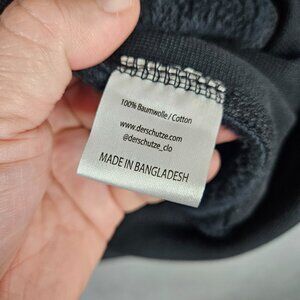 100% Baumwolle / Cotton
www.derschutze.com
@derschutze_clo
MADE IN BANGLADESH